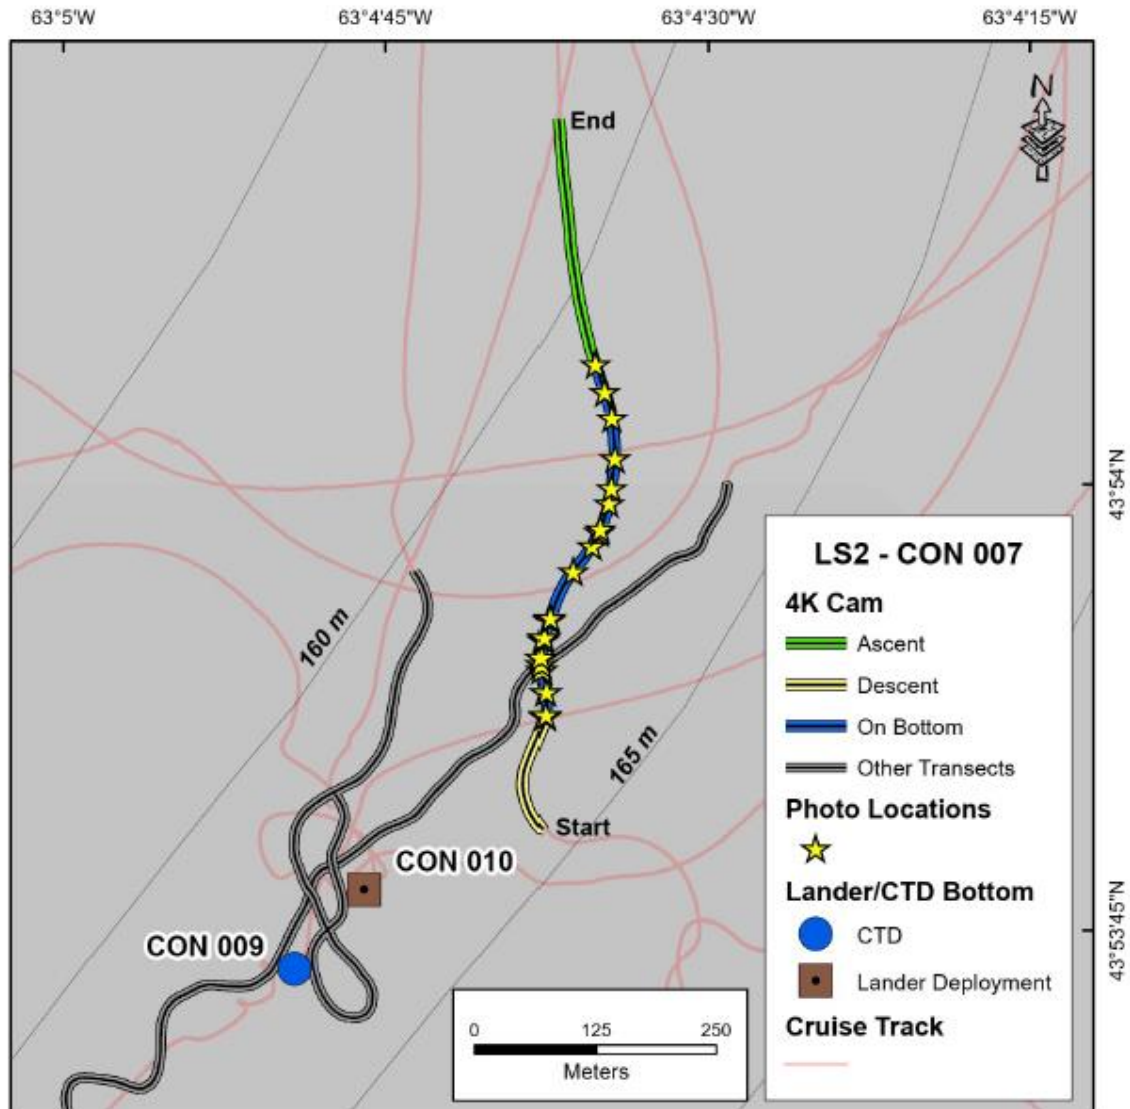 63°5'W 63°4'45"W 63°4'30"W 63°4'15"W
N
End
43°54'N
160 m
165 m
Start
CON 010
CON 009
43°53'45"N
LS2 - CON 007
4K Cam
Ascent
Descent
On Bottom
Other Transects
Photo Locations
Lander/CTD Bottom
CTD
Lander Deployment
Cruise Track
0 125 250
Meters